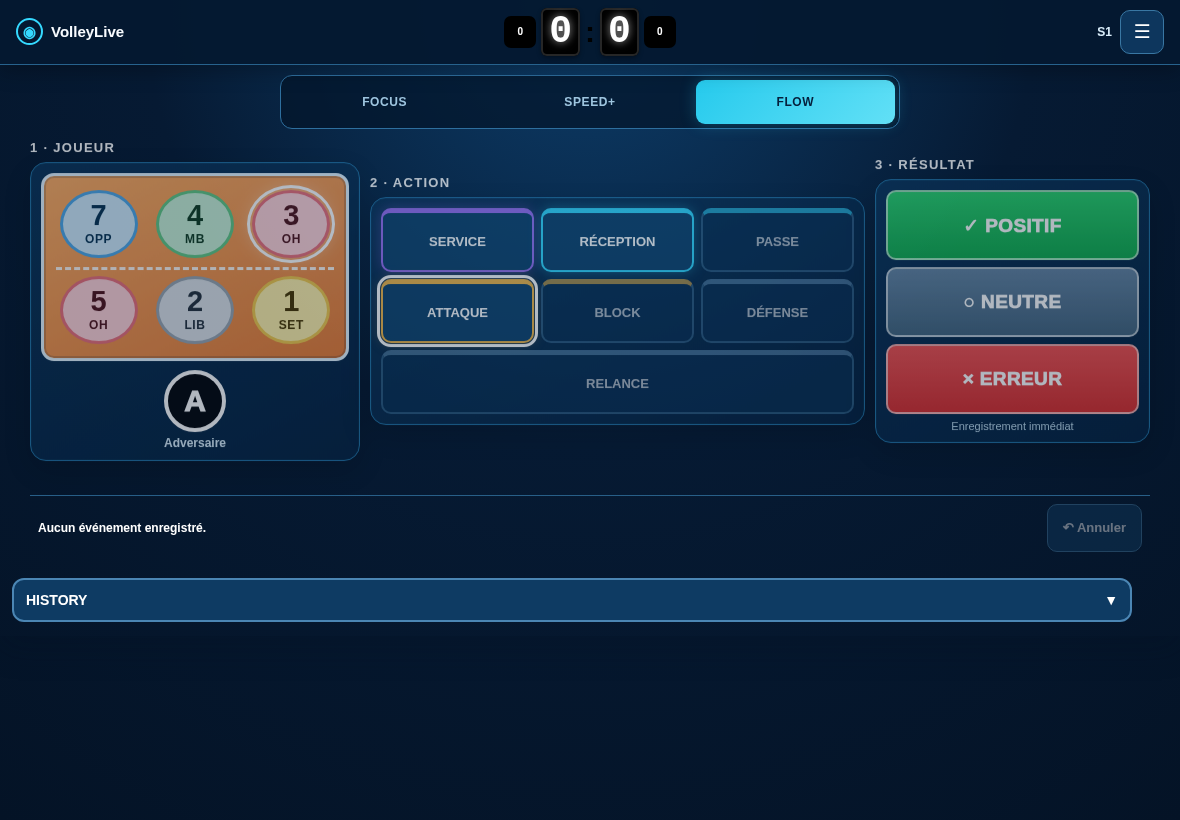 VolleyLive
0 0 : 0 0
S1 ☰
FOCUS SPEED+ FLOW
1 · JOUEUR
7 4 3
OPP MB OH
5 2 1
OH LIB SET
A
Adversaire
2 · ACTION
SERVICE RÉCEPTION PASSE
ATTAQUE BLOCK DÉFENSE
RELANCE
3 · RÉSULTAT
✓ POSITIF
○ NEUTRE
× ERREUR
Enregistrement immédiat
Aucun événement enregistré.
↶ Annuler
HISTORY ▼